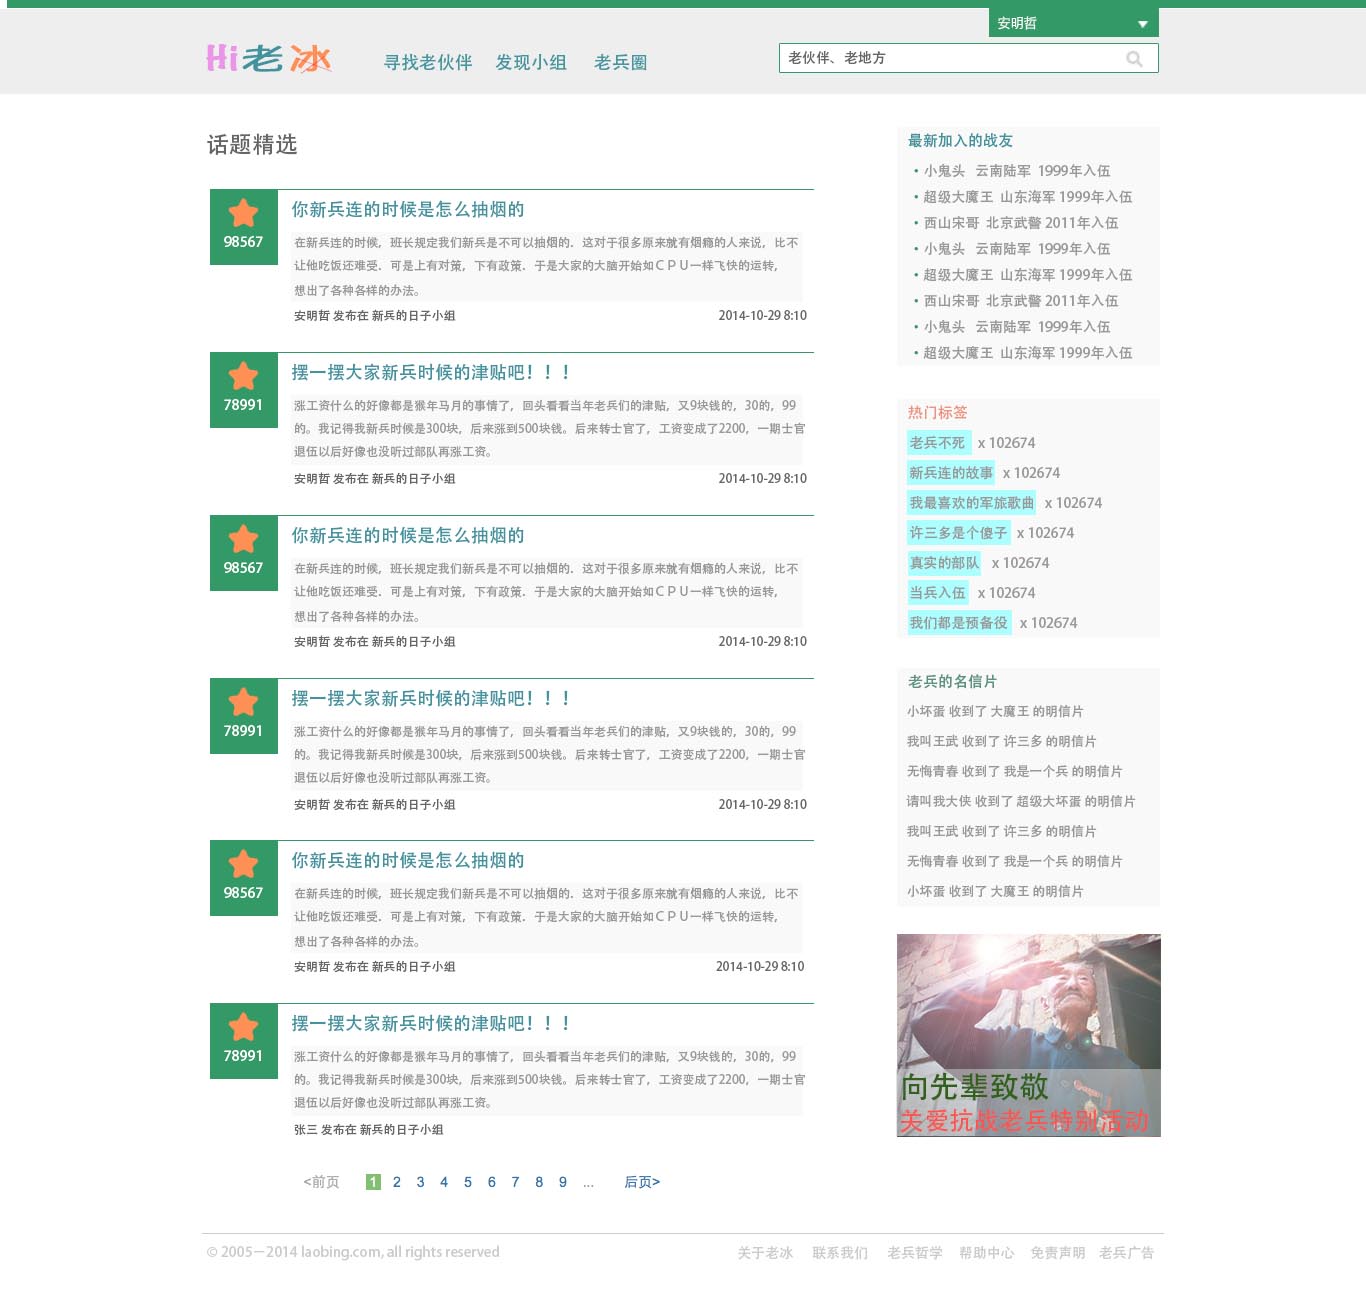 安明哲
Hi老冰
寻找老伙伴 发现小组 老兵圈
老伙伴、老地方
话题精选
98567
你新兵连的时候是怎么抽烟的
在新兵连的时候，班长规定我们新兵是不可以抽烟的．这对于很多原来就有烟瘾的人来说，比不
让他吃饭还难受．可是上有对策，下有政策．于是大家的大脑开始如ＣＰＵ一样飞快的运转，
想出了各种各样的办法。
安明哲 发布在 新兵的日子小组 2014-10-29 8:10
78991
摆一摆大家新兵时候的津贴吧！！！
涨工资什么的好像都是猴年马月的事情了，回头看看当年老兵们的津贴，又9块钱的，30的，99
的。我记得我新兵时候是300块，后来涨到500块钱。后来转士官了，工资变成了2200，一期士官
退伍以后好像也没听过部队再涨工资。
安明哲 发布在 新兵的日子小组 2014-10-29 8:10
98567
你新兵连的时候是怎么抽烟的
在新兵连的时候，班长规定我们新兵是不可以抽烟的．这对于很多原来就有烟瘾的人来说，比不
让他吃饭还难受．可是上有对策，下有政策．于是大家的大脑开始如ＣＰＵ一样飞快的运转，
想出了各种各样的办法。
安明哲 发布在 新兵的日子小组 2014-10-29 8:10
78991
摆一摆大家新兵时候的津贴吧！！！
涨工资什么的好像都是猴年马月的事情了，回头看看当年老兵们的津贴，又9块钱的，30的，99
的。我记得我新兵时候是300块，后来涨到500块钱。后来转士官了，工资变成了2200，一期士官
退伍以后好像也没听过部队再涨工资。
安明哲 发布在 新兵的日子小组 2014-10-29 8:10
98567
你新兵连的时候是怎么抽烟的
在新兵连的时候，班长规定我们新兵是不可以抽烟的．这对于很多原来就有烟瘾的人来说，比不
让他吃饭还难受．可是上有对策，下有政策．于是大家的大脑开始如ＣＰＵ一样飞快的运转，
想出了各种各样的办法。
安明哲 发布在 新兵的日子小组 2014-10-29 8:10
78991
摆一摆大家新兵时候的津贴吧！！！
涨工资什么的好像都是猴年马月的事情了，回头看看当年老兵们的津贴，又9块钱的，30的，99
的。我记得我新兵时候是300块，后来涨到500块钱。后来转士官了，工资变成了2200，一期士官
退伍以后好像也没听过部队再涨工资。
张三 发布在 新兵的日子小组
<前页 1 2 3 4 5 6 7 8 9 ... 后页>
最新加入的战友
• 小鬼头 云南陆军 1999年入伍
• 超级大魔王 山东海军 1999年入伍
• 西山宋哥 北京武警 2011年入伍
• 小鬼头 云南陆军 1999年入伍
• 超级大魔王 山东海军 1999年入伍
• 西山宋哥 北京武警 2011年入伍
• 小鬼头 云南陆军 1999年入伍
• 超级大魔王 山东海军 1999年入伍
热门标签
老兵不死 x 102674
新兵连的故事 x 102674
我最喜欢的军旅歌曲 x 102674
许三多是个傻子 x 102674
真实的部队 x 102674
当兵入伍 x 102674
我们都是预备役 x 102674
老兵的名信片
小坏蛋 收到了 大魔王 的明信片
我叫王武 收到了 许三多 的明信片
无悔青春 收到了 我是一个兵 的明信片
请叫我大侠 收到了 超级大坏蛋 的明信片
我叫王武 收到了 许三多 的明信片
无悔青春 收到了 我是一个兵 的明信片
小坏蛋 收到了 大魔王 的明信片
向先辈致敬
关爱抗战老兵特别活动
© 2005－2014 laobing.com, all rights reserved
关于老冰 联系我们 老兵哲学 帮助中心 免责声明 老兵广告